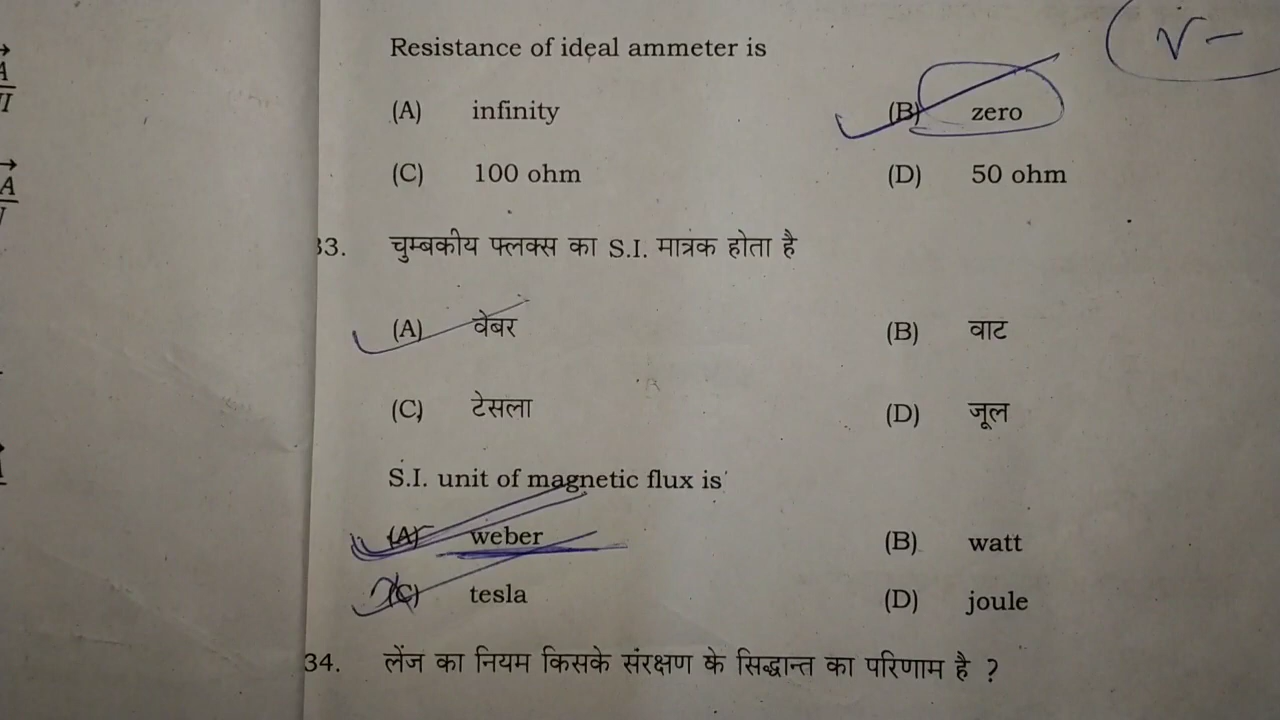 Resistance of ideal ammeter is
(A) infinity (B) zero
(C) 100 ohm (D) 50 ohm
33. चुम्बकीय फ्लक्स का S.I. मात्रक होता है
(A) वेबर (B) वाट
(C) टेसला (D) जूल
S.I. unit of magnetic flux is
(A) weber (B) watt
(C) tesla (D) joule
34. लेंज का नियम किसके संरक्षण के सिद्धान्त का परिणाम है ?